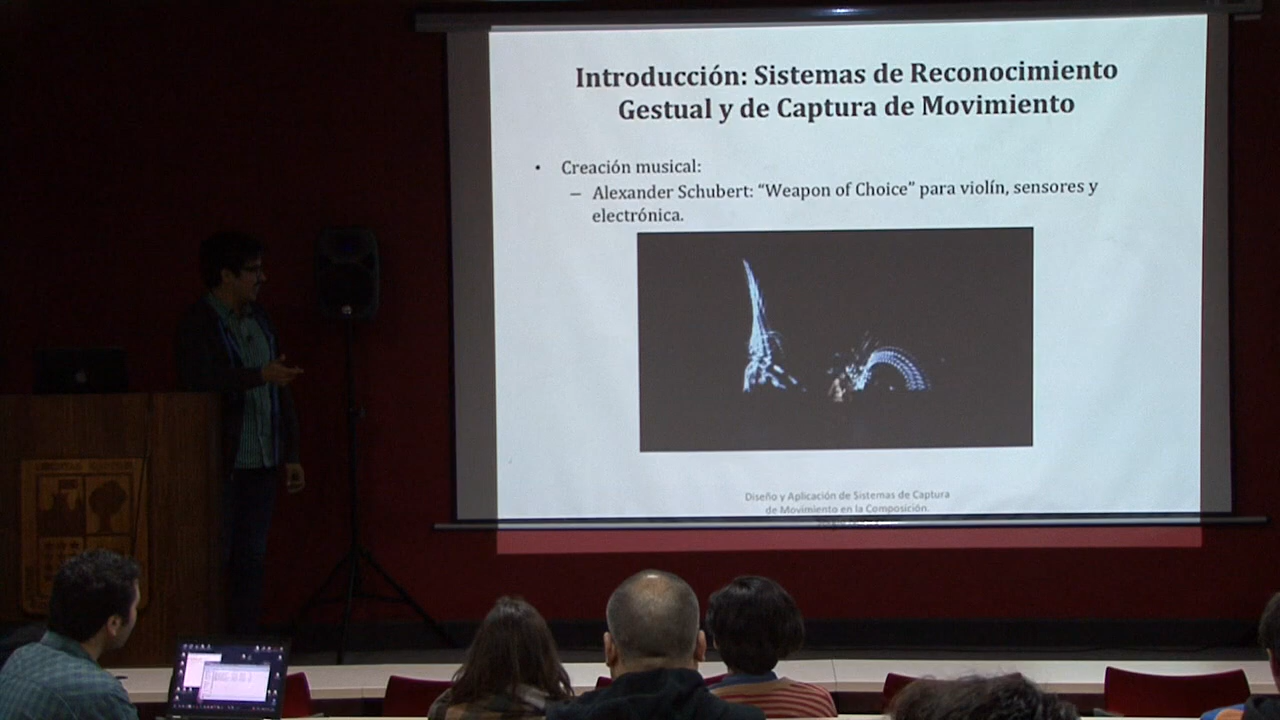 Introducción: Sistemas de Reconocimiento
Gestual y de Captura de Movimiento
• Creación musical:
– Alexander Schubert: “Weapon of Choice” para violín, sensores y
electrónica.
Diseño y Aplicación de Sistemas de Captura
de Movimiento en la Composición.